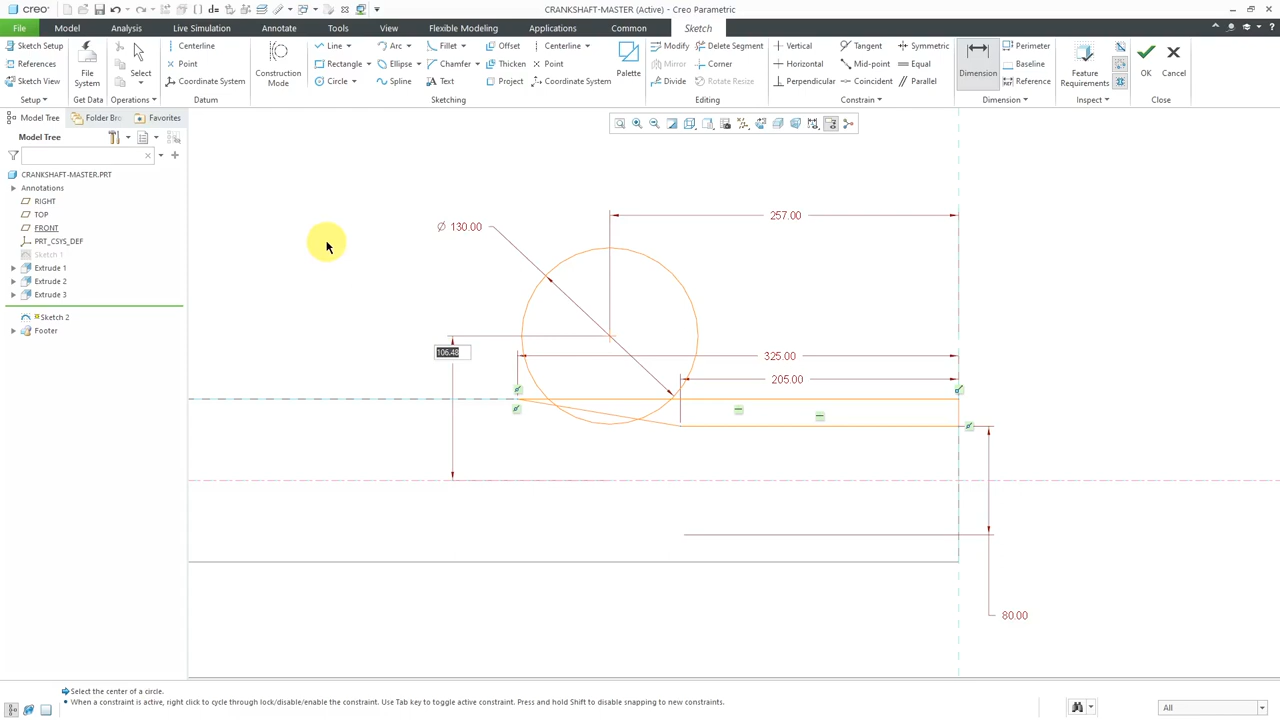 creo
CRANKSHAFT-MASTER (Active) - Creo Parametric
File Model Analysis Live Simulation Annotate Tools View Flexible Modeling Applications Common Sketch
Sketch Setup
References
Sketch View
Setup
File System
Get Data
Select
Operations
Centerline
Point
Coordinate System
Datum
Construction Mode
Line Arc Fillet Offset Centerline
Rectangle Ellipse Chamfer Thicken Point
Circle Spline Text Project Coordinate System
Sketching
Palette
Modify Delete Segment
Mirror Corner
Divide Rotate Resize
Editing
Vertical Tangent Symmetric
Horizontal Mid-point Equal
Perpendicular Coincident Parallel
Constrain
Dimension
Perimeter
Baseline
Reference
Dimension
Feature Requirements
Inspect
OK
Cancel
Close
Model Tree Folder Bro Favorites
Model Tree
CRANKSHAFT-MASTER.PRT
Annotations
RIGHT
TOP
FRONT
PRT_CSYS_DEF
Sketch 1
Extrude 1
Extrude 2
Extrude 3
Sketch 2
Footer
257.00
Ø 130.00
106.48
325.00
205.00
80.00
Select the center of a circle.
When a constraint is active, right click to cycle through lock/disable/enable the constraint. Use Tab key to toggle active constraint. Press and hold Shift to disable snapping to new constraints.
All